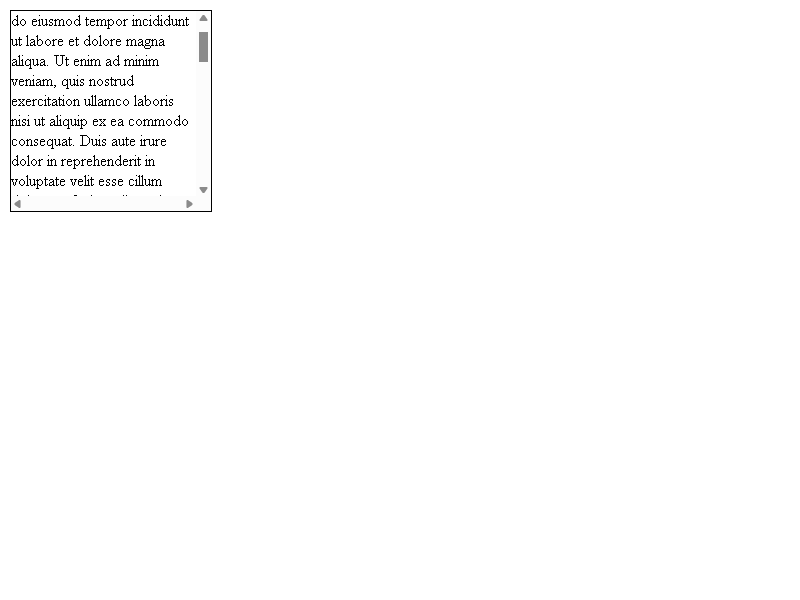 do eiusmod tempor incididunt
ut labore et dolore magna
aliqua. Ut enim ad minim
veniam, quis nostrud
exercitation ullamco laboris
nisi ut aliquip ex ea commodo
consequat. Duis aute irure
dolor in reprehenderit in
voluptate velit esse cillum